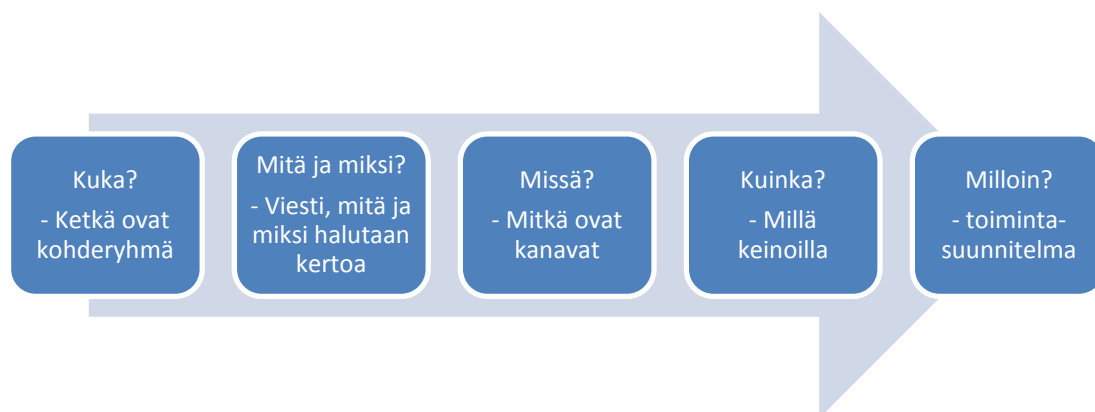 Kuka?
- Ketkä ovat
kohderyhmä
Mitä ja miksi?
- Viesti, mitä ja
miksi halutaan
kertoa
Missä?
- Mitkä ovat
kanavat
Kuinka?
- Millä
keinoilla
Milloin?
- toiminta-
suunnitelma